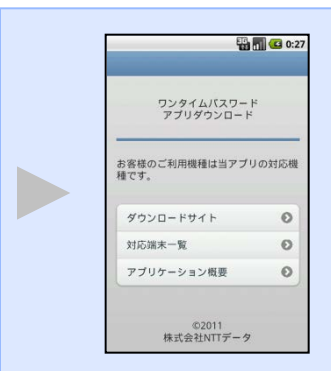 0:27
ワンタイムパスワード
アプリダウンロード
お客様のご利用機種は当アプリの対応機
種です。
ダウンロードサイト
対応端末一覧
アプリケーション概要
©2011
株式会社NTTデータ